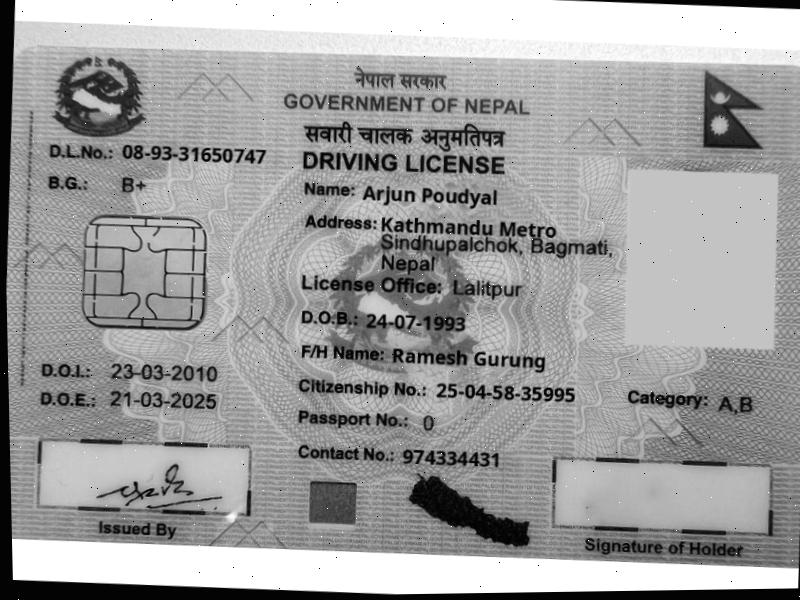 नेपाल सरकार
GOVERNMENT OF NEPAL
सवारी चालक अनुमतिपत्र
DRIVING LICENSE
D.L.No.: 08-93-31650747
B.G.: B+
Name: Arjun Poudyal
Address: Kathmandu Metro
Sindhupalchok, Bagmati,
Nepal
License Office: Lalitpur
D.O.B.: 24-07-1993
F/H Name: Ramesh Gurung
D.O.I.: 23-03-2010
Citizenship No.: 25-04-58-35995
Category: A,B
D.O.E.: 21-03-2025
Passport No.: 0
Contact No.: 974334431
Issued By
Signature of Holder